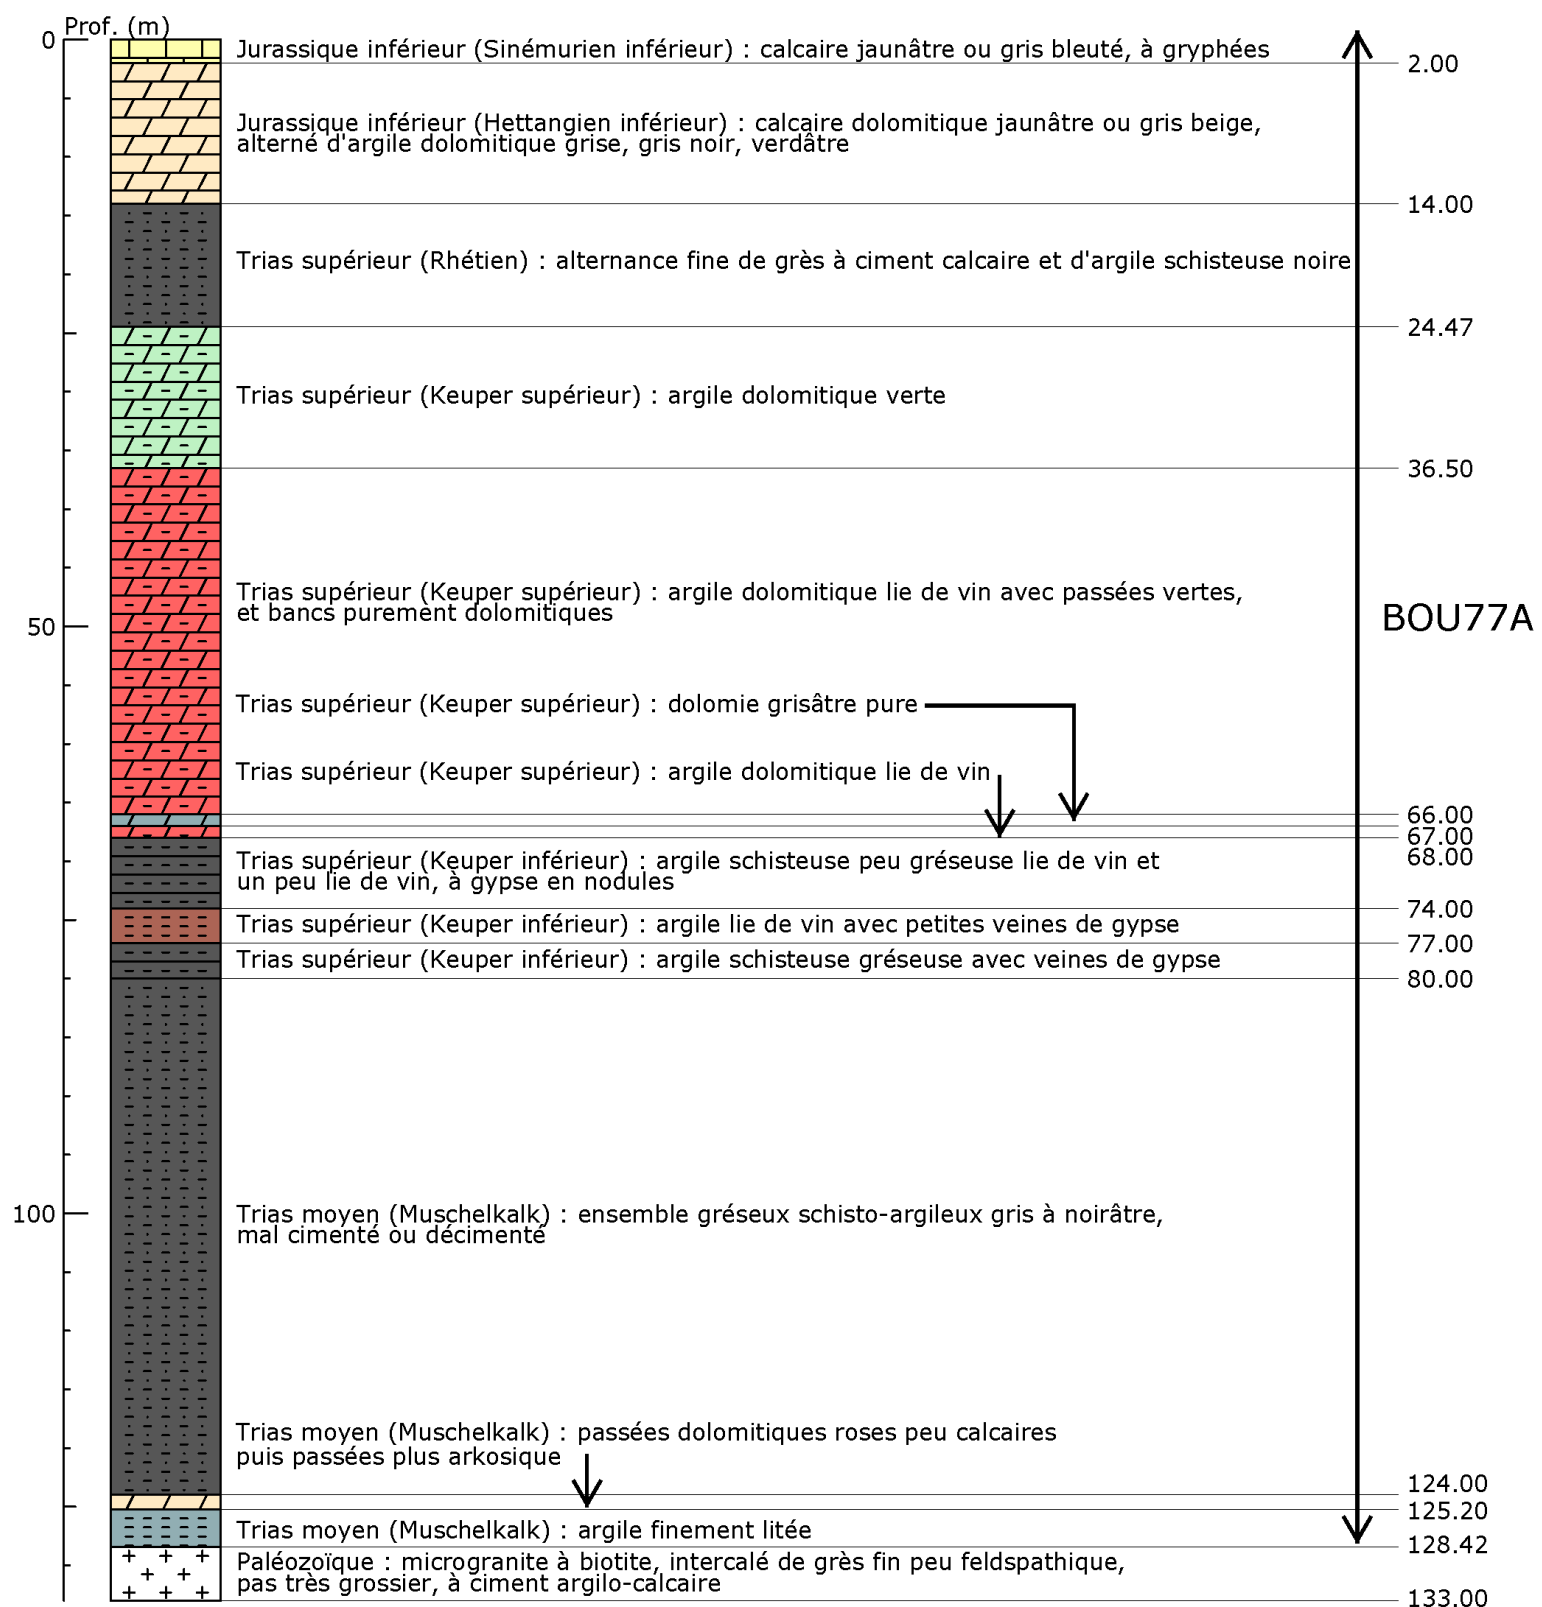 Prof. (m)
0
Jurassique inférieur (Sinémurien inférieur) : calcaire jaunâtre ou gris bleuté, à gryphées
2.00
Jurassique inférieur (Hettangien inférieur) : calcaire dolomitique jaunâtre ou gris beige,
alterné d'argile dolomitique grise, gris noir, verdâtre
14.00
Trias supérieur (Rhétien) : alternance fine de grès à ciment calcaire et d'argile schisteuse noire
24.47
Trias supérieur (Keuper supérieur) : argile dolomitique verte
36.50
Trias supérieur (Keuper supérieur) : argile dolomitique lie de vin avec passées vertes,
et bancs purement dolomitiques
50
BOU77A
Trias supérieur (Keuper supérieur) : dolomie grisâtre pure
Trias supérieur (Keuper supérieur) : argile dolomitique lie de vin
66.00
67.00
68.00
Trias supérieur (Keuper inférieur) : argile schisteuse peu gréseuse lie de vin et
un peu lie de vin, à gypse en nodules
74.00
Trias supérieur (Keuper inférieur) : argile lie de vin avec petites veines de gypse
77.00
Trias supérieur (Keuper inférieur) : argile schisteuse gréseuse avec veines de gypse
80.00
100
Trias moyen (Muschelkalk) : ensemble gréseux schisto-argileux gris à noirâtre,
mal cimenté ou décimenté
Trias moyen (Muschelkalk) : passées dolomitiques roses peu calcaires
puis passées plus arkosique
124.00
125.20
Trias moyen (Muschelkalk) : argile finement litée
128.42
Paléozoïque : microgranite à biotite, intercalé de grès fin peu feldspathique,
pas très grossier, à ciment argilo-calcaire
133.00